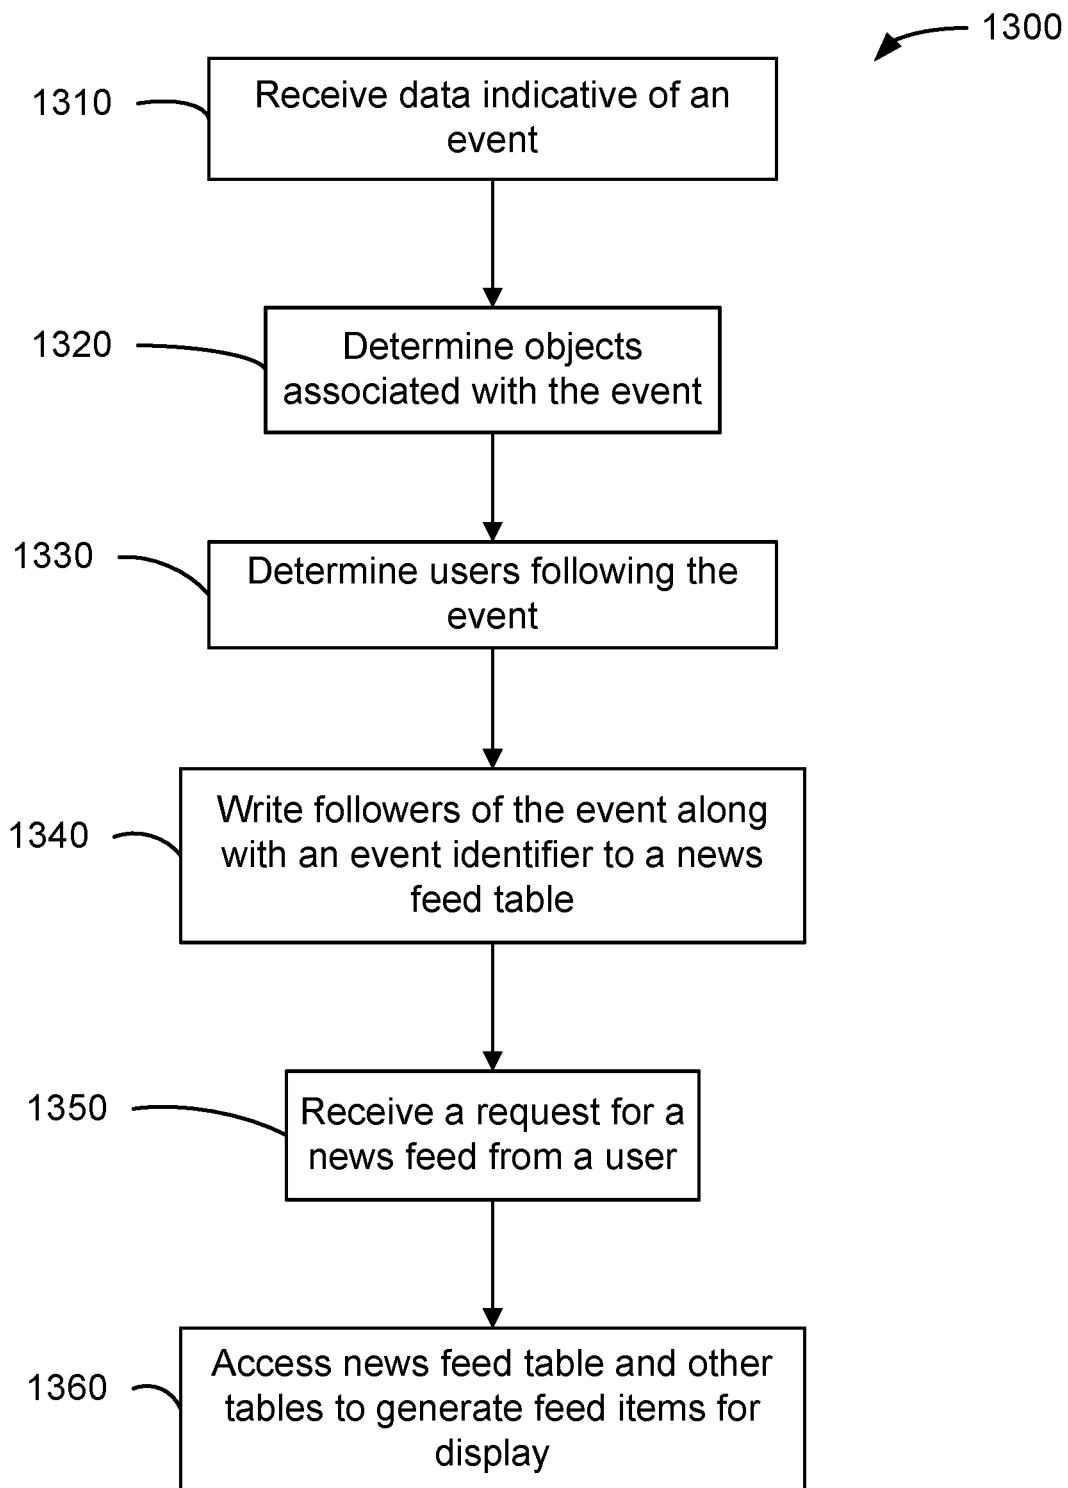 1300
1310
Receive data indicative of an
event
1320
Determine objects
associated with the event
1330
Determine users following the
event
1340
Write followers of the event along
with an event identifier to a news
feed table
1350
Receive a request for a
news feed from a user
1360
Access news feed table and other
tables to generate feed items for
display